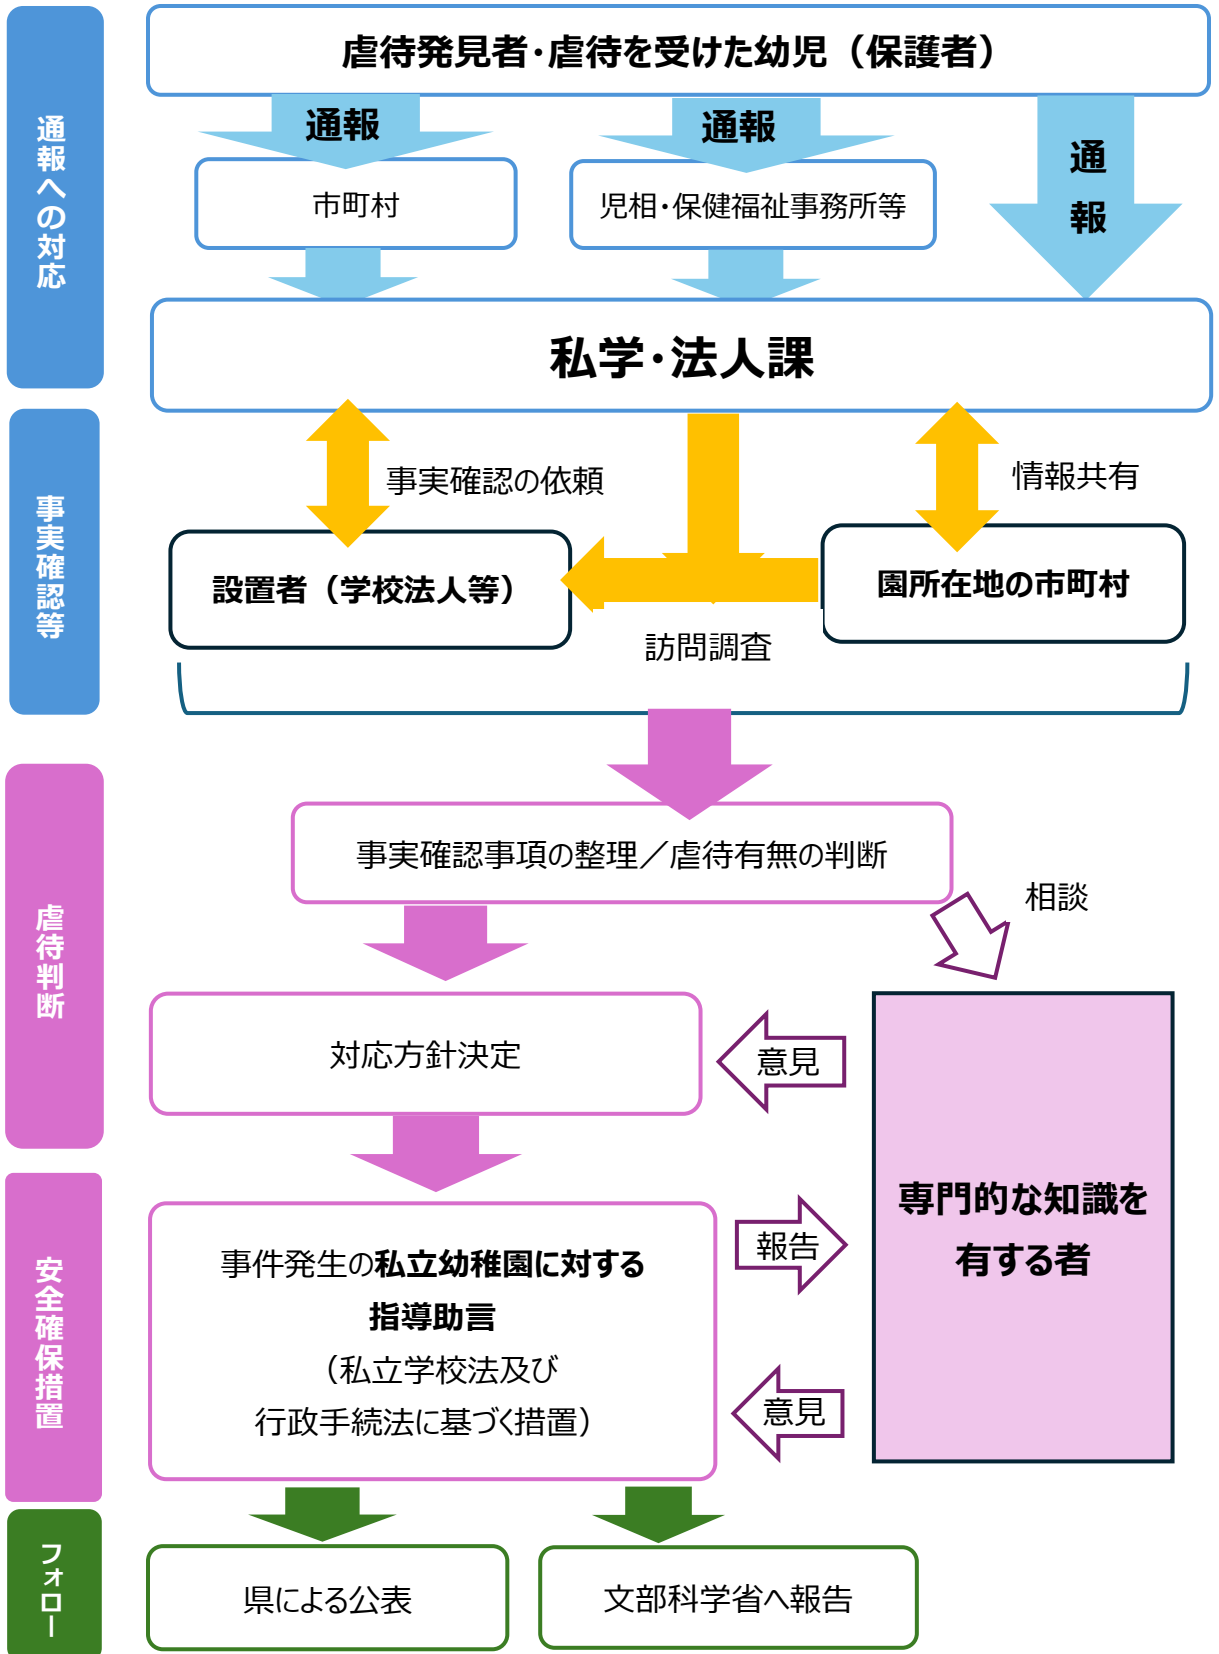 通報への対応
虐待発見者・虐待を受けた幼児（保護者）
通報
通報
通報
市町村
児相・保健福祉事務所等
私学・法人課
事実確認等
事実確認の依頼
情報共有
設置者（学校法人等）
園所在地の市町村
訪問調査
虐待判断
事実確認事項の整理／虐待有無の判断
相談
対応方針決定
意見
専門的な知識を
有する者
安全確保措置
事件発生の私立幼稚園に対する
指導助言
（私立学校法及び
行政手続法に基づく措置）
報告
意見
フォロー
県による公表
文部科学省へ報告